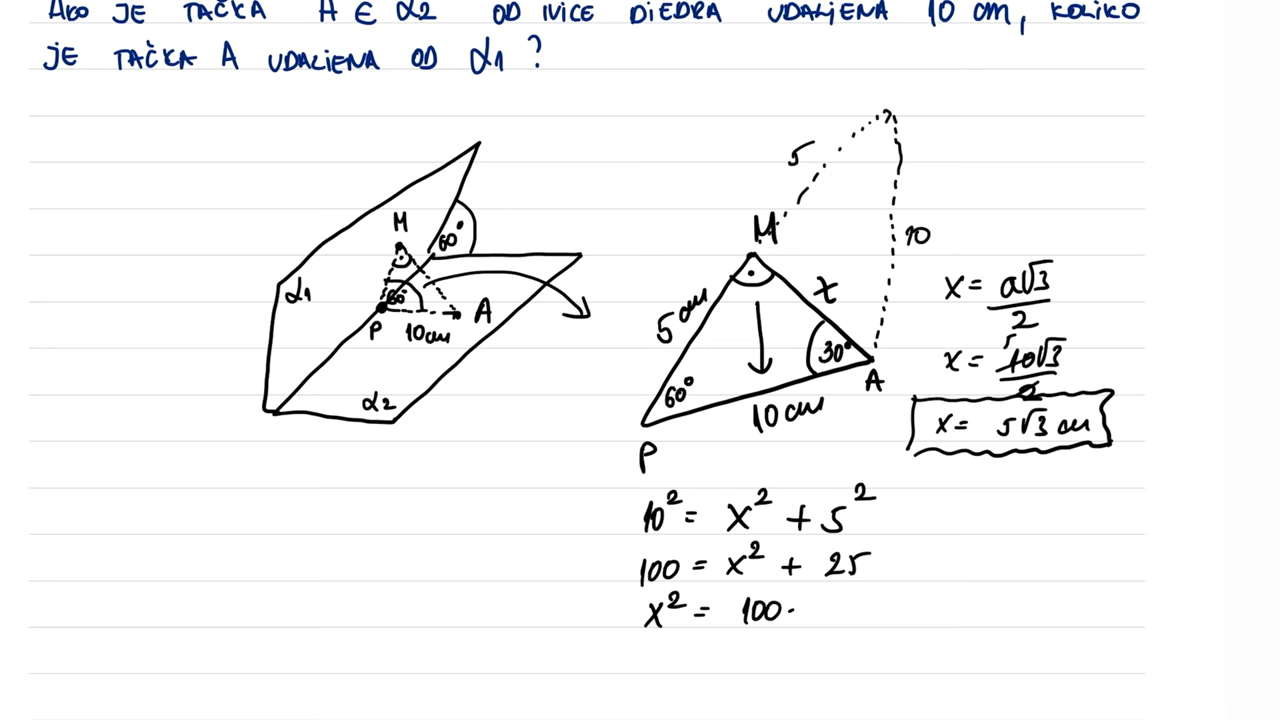 AKO JE TAČKA A ∈ α2 OD IVICE DIEDRA UDALJENA 10 cm, KOLIKO
JE TAČKA A UDALJENA OD α1 ?
α1
M
60°
60°
P
10cm
A
α2
5
10
M
5 cm
x
60°
30°
A
10 cm
P
x = a√3/2
x = 5 10√3/2
x = 5√3 cm
10² = x² + 5²
100 = x² + 25
x² = 100-